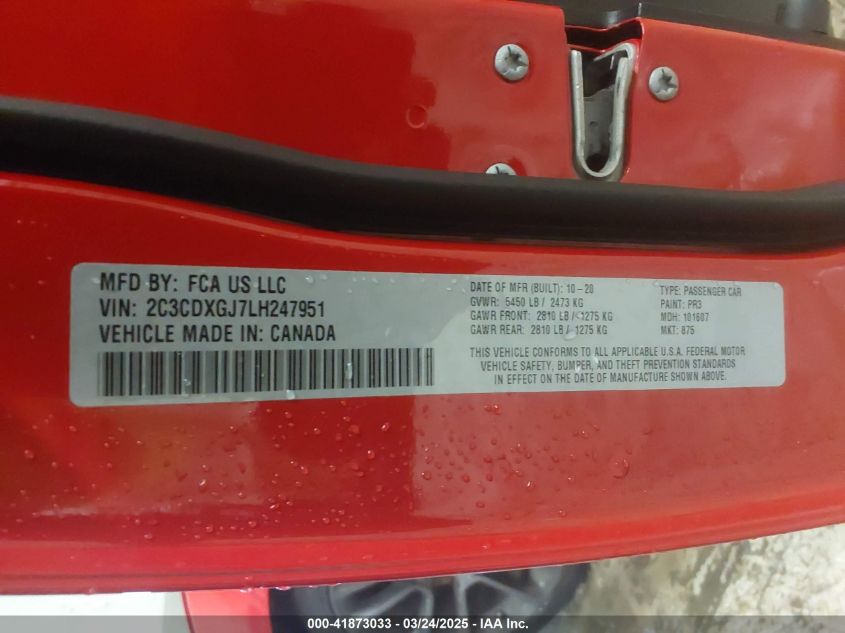 MFD BY: FCA US LLC
VIN: 2C3CDXGJ7LH247951
VEHICLE MADE IN: CANADA
DATE OF MFR (BUILT): 10-20
GVWR: 5450 LB / 2473 KG
GAWR FRONT: 2810 LB / 1275 KG
GAWR REAR: 2810 LB / 1275 KG
TYPE: PASSENGER CAR
PAINT: PR3
MDH: 101607
MKT: 875
THIS VEHICLE CONFORMS TO ALL APPLICABLE U.S.A. FEDERAL MOTOR
VEHICLE SAFETY, BUMPER, AND THEFT PREVENTION STANDARDS
IN EFFECT ON THE DATE OF MANUFACTURE SHOWN ABOVE.
000-41873033 - 03/24/2025 - IAA Inc.